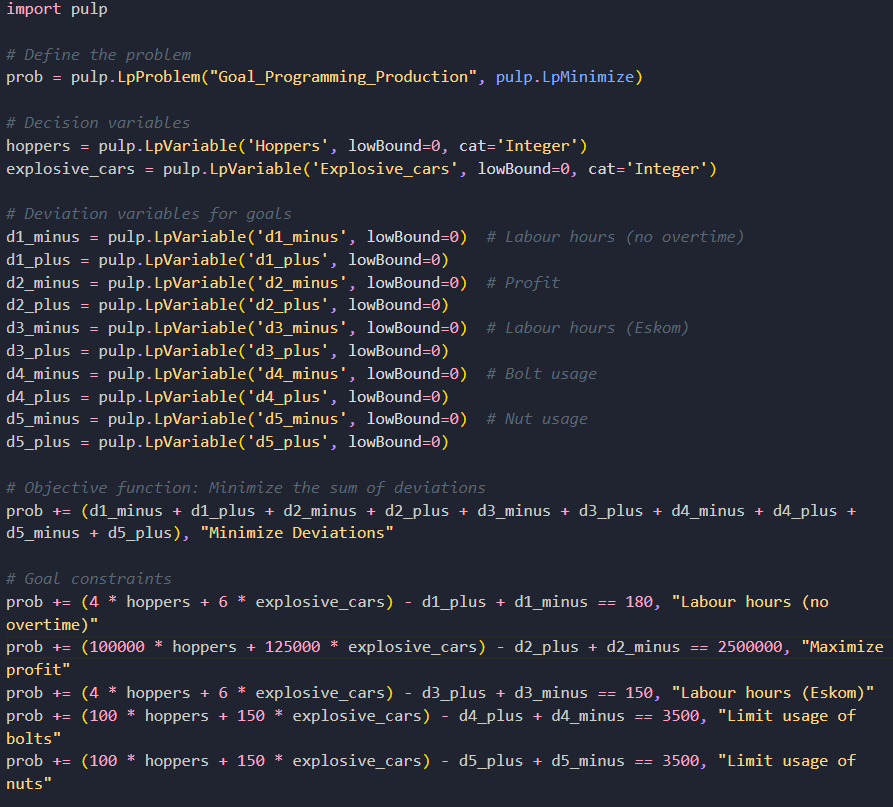 import pulp
# Define the problem
prob = pulp.LpProblem("Goal_Programming_Production", pulp.LpMinimize)
# Decision variables
hoppers = pulp.LpVariable('Hoppers', lowBound=0, cat='Integer')
explosive_cars = pulp.LpVariable('Explosive_cars', lowBound=0, cat='Integer')
# Deviation variables for goals
d1_minus = pulp.LpVariable('d1_minus', lowBound=0)  # Labour hours (no overtime)
d1_plus = pulp.LpVariable('d1_plus', lowBound=0)
d2_minus = pulp.LpVariable('d2_minus', lowBound=0)  # Profit
d2_plus = pulp.LpVariable('d2_plus', lowBound=0)
d3_minus = pulp.LpVariable('d3_minus', lowBound=0)  # Labour hours (Eskom)
d3_plus = pulp.LpVariable('d3_plus', lowBound=0)
d4_minus = pulp.LpVariable('d4_minus', lowBound=0)  # Bolt usage
d4_plus = pulp.LpVariable('d4_plus', lowBound=0)
d5_minus = pulp.LpVariable('d5_minus', lowBound=0)  # Nut usage
d5_plus = pulp.LpVariable('d5_plus', lowBound=0)
# Objective function: Minimize the sum of deviations
prob += (d1_minus + d1_plus + d2_minus + d2_plus + d3_minus + d3_plus + d4_minus + d4_plus +
d5_minus + d5_plus), "Minimize Deviations"
# Goal constraints
prob += (4 * hoppers + 6 * explosive_cars) - d1_plus + d1_minus == 180, "Labour hours (no
overtime)"
prob += (100000 * hoppers + 125000 * explosive_cars) - d2_plus + d2_minus == 2500000, "Maximize
profit"
prob += (4 * hoppers + 6 * explosive_cars) - d3_plus + d3_minus == 150, "Labour hours (Eskom)"
prob += (100 * hoppers + 150 * explosive_cars) - d4_plus + d4_minus == 3500, "Limit usage of
bolts"
prob += (100 * hoppers + 150 * explosive_cars) - d5_plus + d5_minus == 3500, "Limit usage of
nuts"